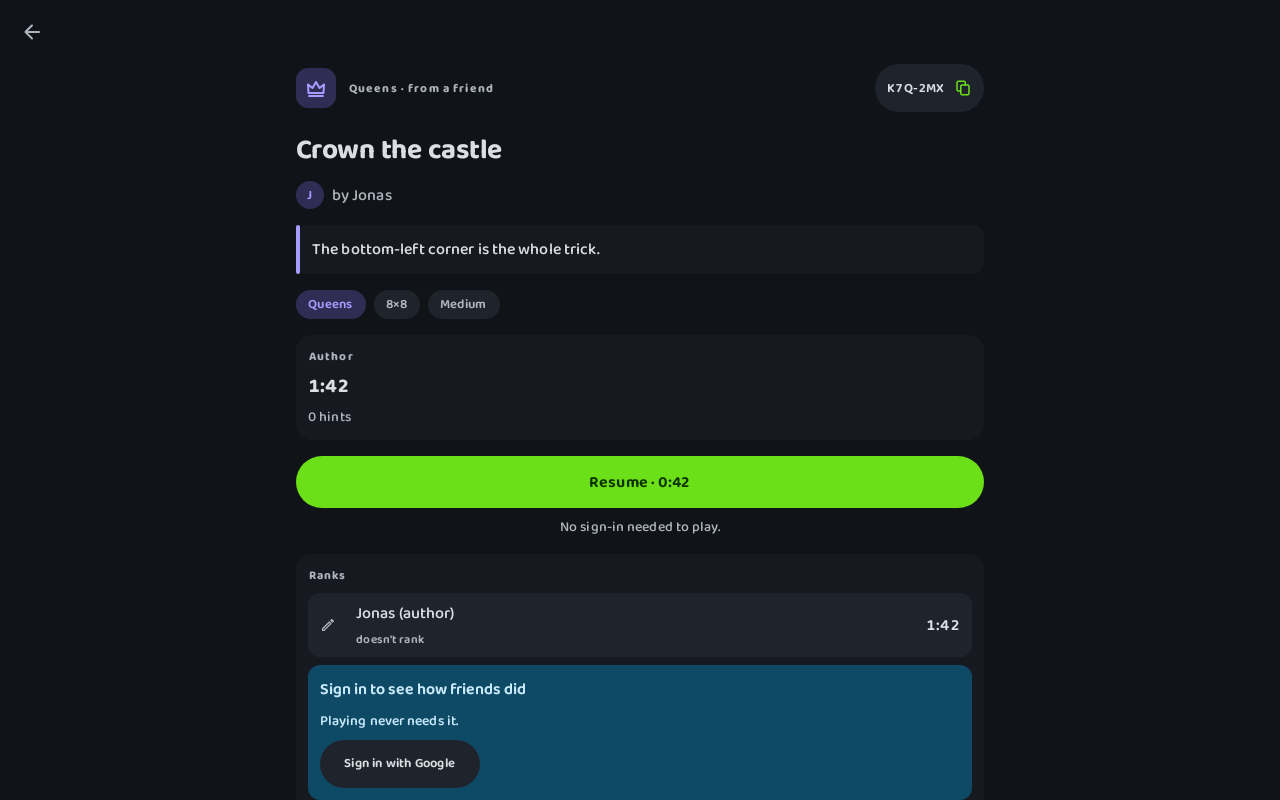 Queens · from a friend
K7Q-2MX
Crown the castle
J
by Jonas
The bottom-left corner is the whole trick.
Queens
8×8
Medium
Author
1:42
0 hints
Resume · 0:42
No sign-in needed to play.
Ranks
Jonas (author)
1:42
doesn't rank
Sign in to see how friends did
Playing never needs it.
Sign in with Google